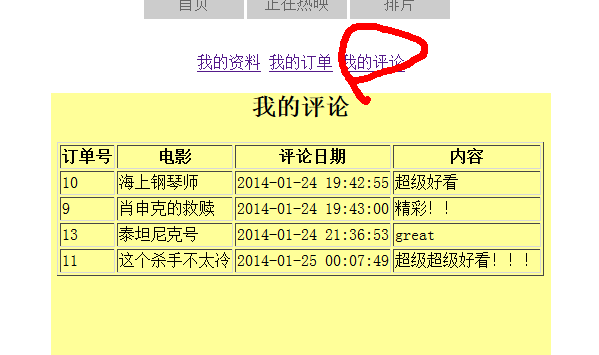 首页 正在热映 排片
我的资料 我的订单 我的评论
我的评论
订单号 电影 评论日期 内容
10 海上钢琴师 2014-01-24 19:42:55 超级好看
9 肖申克的救赎 2014-01-24 19:43:00 精彩！！
13 泰坦尼克号 2014-01-24 21:36:53 great
11 这个杀手不太冷 2014-01-25 00:07:49 超级超级好看！！！